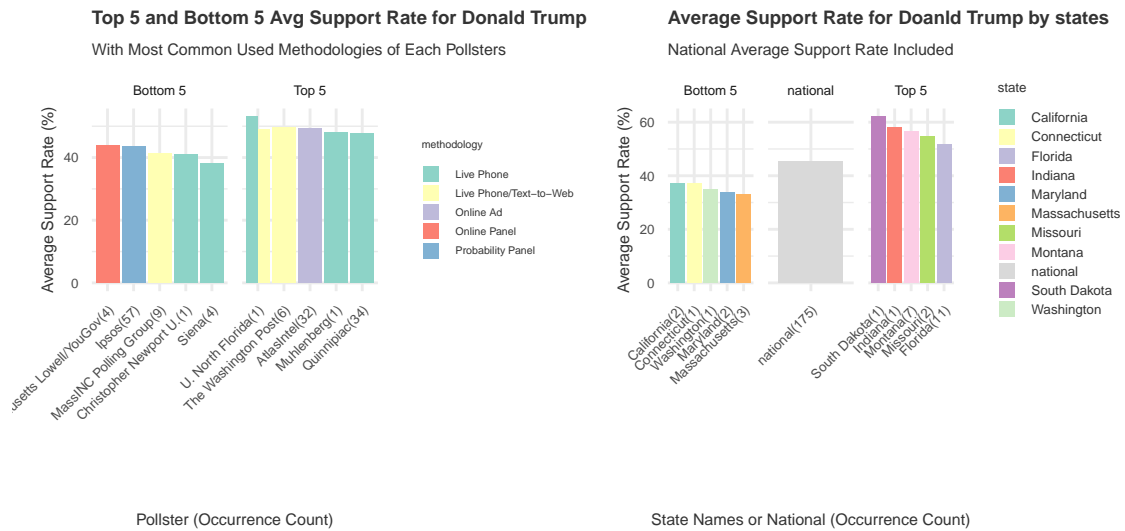 Top 5 and Bottom 5 Avg Support Rate for Donald Trump
With Most Common Used Methodologies of Each Pollsters
Bottom 5
Top 5
Average Support Rate (%)
40
20
0
usetts Lowell/YouGov(4)
Ipsos(57)
MassINC Polling Group(9)
Christopher Newport U.(1)
Siena(4)
U. North Florida(1)
The Washington Post(6)
AtlasIntel(32)
Muhlenberg(1)
Quinnipiac(34)
Pollster (Occurrence Count)
methodology
Live Phone
Live Phone/Text−to−Web
Online Ad
Online Panel
Probability Panel
Average Support Rate for Doanld Trump by states
National Average Support Rate Included
Bottom 5
national
Top 5
Average Support Rate (%)
60
40
20
0
California(2)
Connecticut(1)
Washington(1)
Maryland(2)
Massachusetts(3)
national(175)
South Dakota(1)
Indiana(1)
Montana(7)
Missouri(2)
Florida(11)
State Names or National (Occurrence Count)
state
California
Connecticut
Florida
Indiana
Maryland
Massachusetts
Missouri
Montana
national
South Dakota
Washington